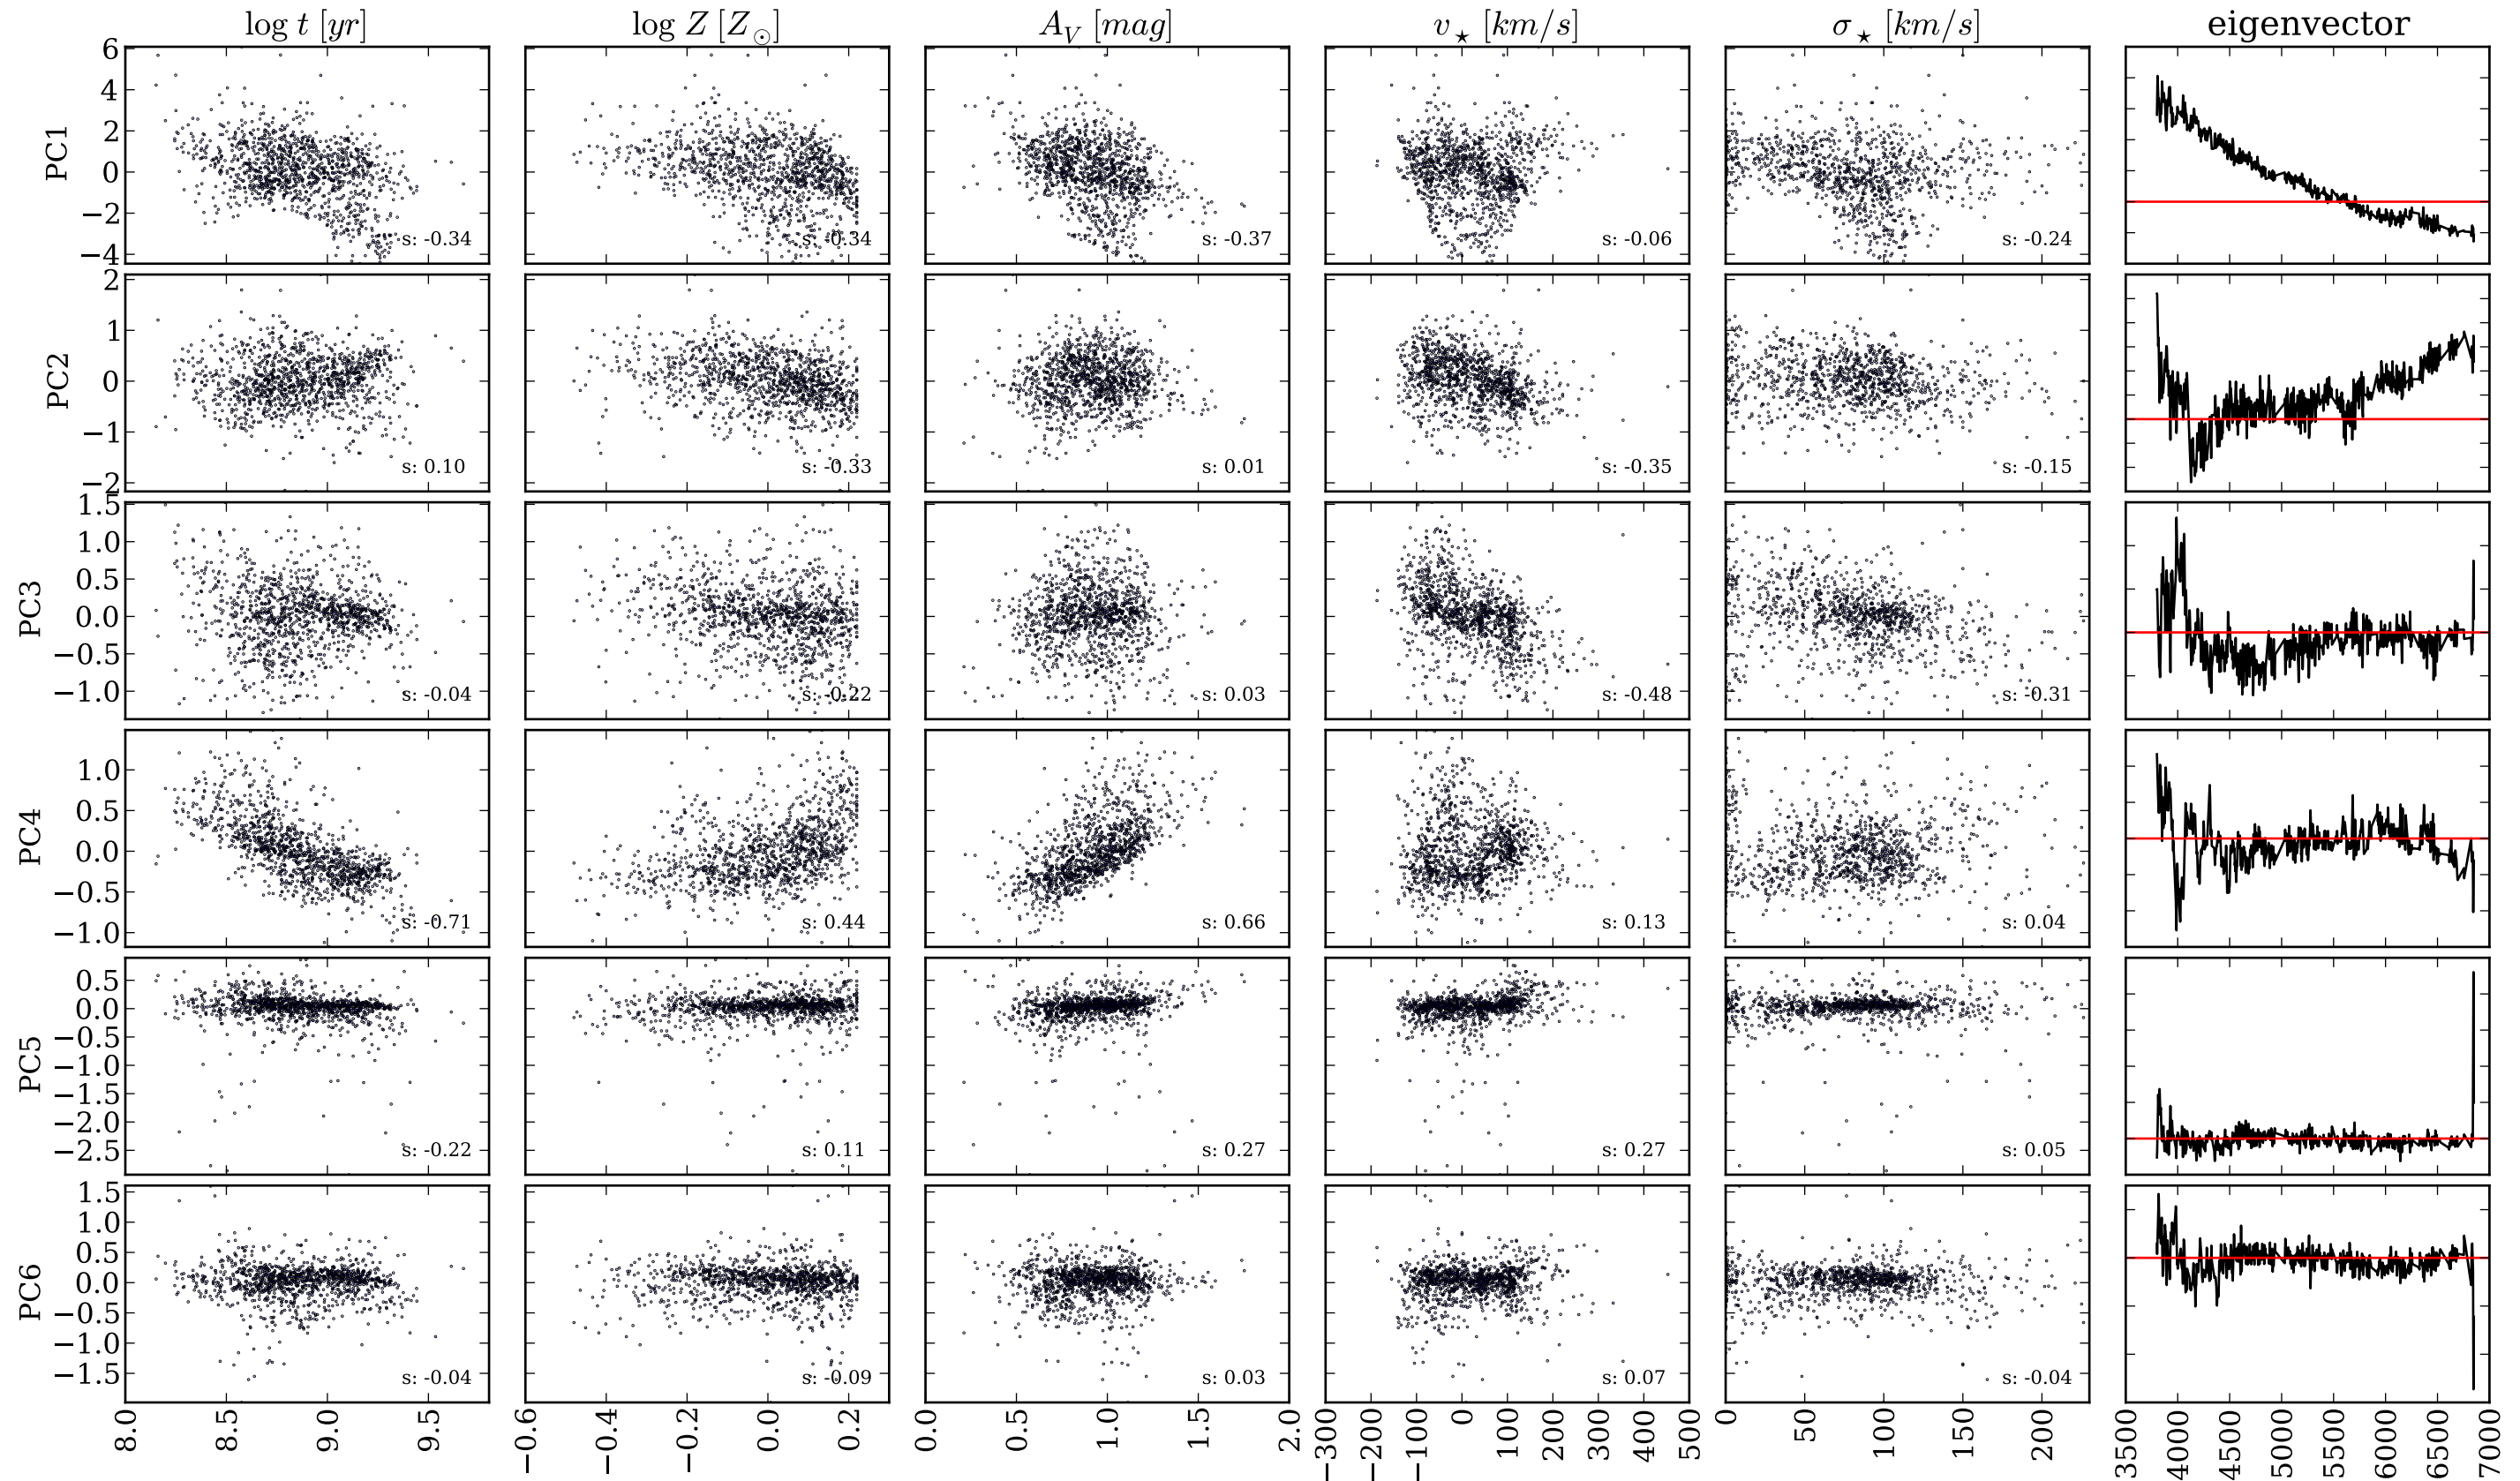 log t [yr] log Z [Z⊙] A_V [mag] v⋆ [km/s] σ⋆ [km/s] eigenvector
PC1
6
4
2
0
−2
−4
s: -0.34 s: -0.34 s: -0.37 s: -0.06 s: -0.24
PC2
2
1
0
−1
−2
s: 0.10 s: -0.33 s: 0.01 s: -0.35 s: -0.15
PC3
1.5
1.0
0.5
0.0
−0.5
−1.0
s: -0.04 s: -0.22 s: 0.03 s: -0.48 s: -0.31
PC4
1.0
0.5
0.0
−0.5
−1.0
s: -0.71 s: 0.44 s: 0.66 s: 0.13 s: 0.04
PC5
0.5
0.0
−0.5
−1.0
−1.5
−2.0
−2.5
s: -0.22 s: 0.11 s: 0.27 s: 0.27 s: 0.05
PC6
1.5
1.0
0.5
0.0
−0.5
−1.0
−1.5
s: -0.04 s: -0.09 s: 0.03 s: 0.07 s: -0.04
8.0 8.5 9.0 9.5 −0.6 −0.4 −0.2 0.0 0.2 0.0 0.5 1.0 1.5 2.0 −300 −200 −100 0 100 200 300 400 500 0 50 100 150 200 3500 4000 4500 5000 5500 6000 6500 7000